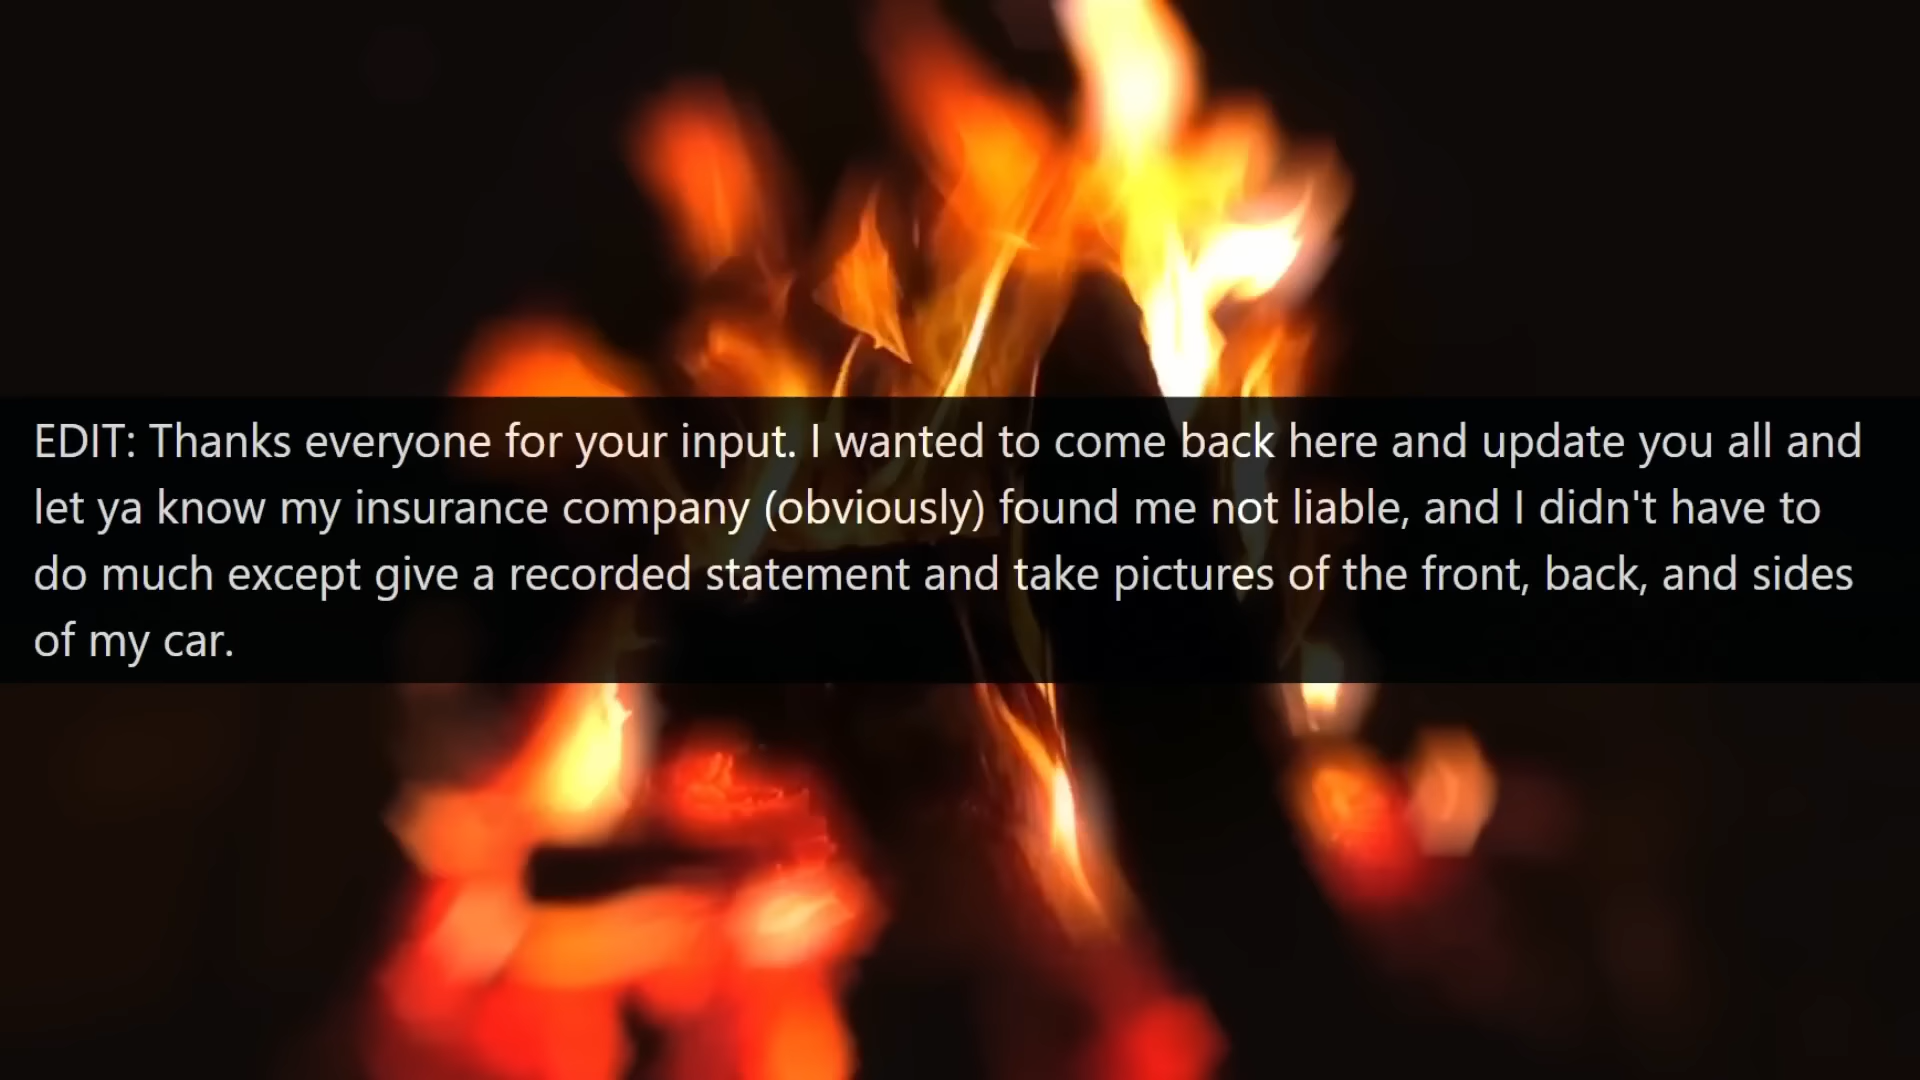 EDIT: Thanks everyone for your input. I wanted to come back here and update you all and
let ya know my insurance company (obviously) found me not liable, and I didn't have to
do much except give a recorded statement and take pictures of the front, back, and sides
of my car.